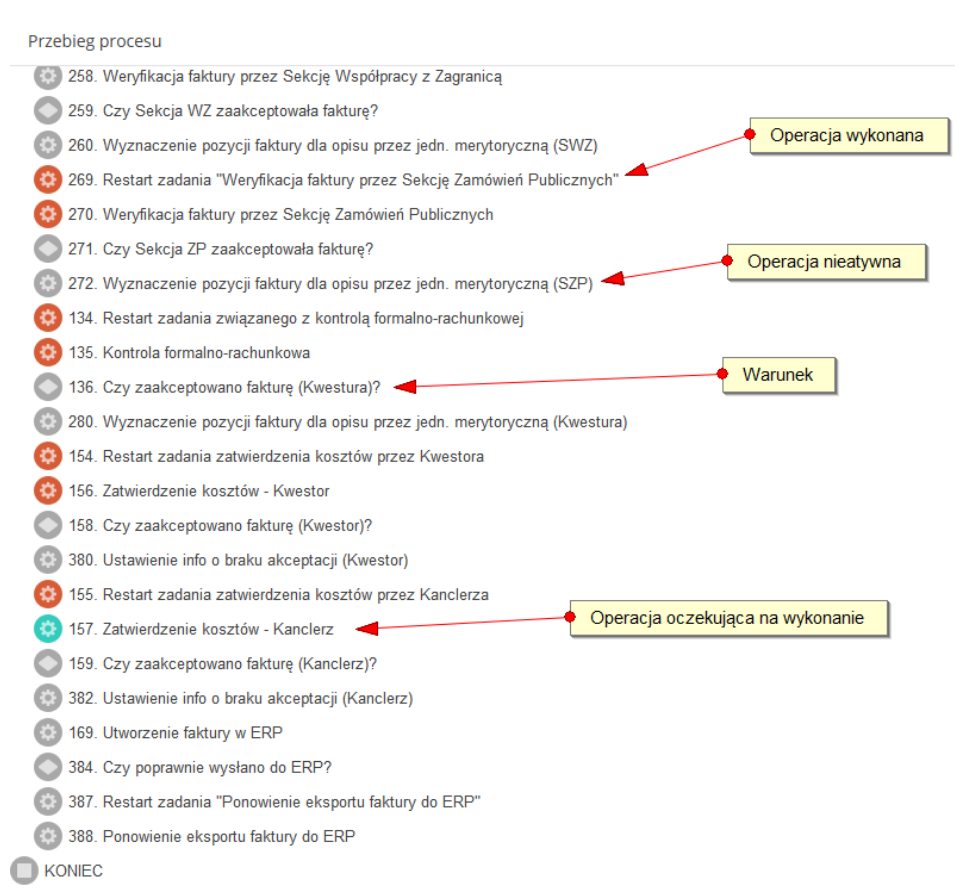 Przebieg procesu
258. Weryfikacja faktury przez Sekcję Współpracy z Zagranicą
259. Czy Sekcja WZ zaakceptowała fakturę?
Operacja wykonana
260. Wyznaczenie pozycji faktury dla opisu przez jedn. merytoryczną (SWZ)
269. Restart zadania "Weryfikacja faktury przez Sekcję Zamówień Publicznych"
270. Weryfikacja faktury przez Sekcję Zamówień Publicznych
271. Czy Sekcja ZP zaakceptowała fakturę?
Operacja nieatywna
272. Wyznaczenie pozycji faktury dla opisu przez jedn. merytoryczną (SZP)
134. Restart zadania związanego z kontrolą formalno-rachunkowej
135. Kontrola formalno-rachunkowa
Warunek
136. Czy zaakceptowano fakturę (Kwestura)?
280. Wyznaczenie pozycji faktury dla opisu przez jedn. merytoryczną (Kwestura)
154. Restart zadania zatwierdzenia kosztów przez Kwestora
156. Zatwierdzenie kosztów - Kwestor
158. Czy zaakceptowano fakturę (Kwestor)?
380. Ustawienie info o braku akceptacji (Kwestor)
155. Restart zadania zatwierdzenia kosztów przez Kanclerza
Operacja oczekująca na wykonanie
157. Zatwierdzenie kosztów - Kanclerz
159. Czy zaakceptowano fakturę (Kanclerz)?
382. Ustawienie info o braku akceptacji (Kanclerz)
169. Utworzenie faktury w ERP
384. Czy poprawnie wysłano do ERP?
387. Restart zadania "Ponowienie eksportu faktury do ERP"
388. Ponowienie eksportu faktury do ERP
KONIEC